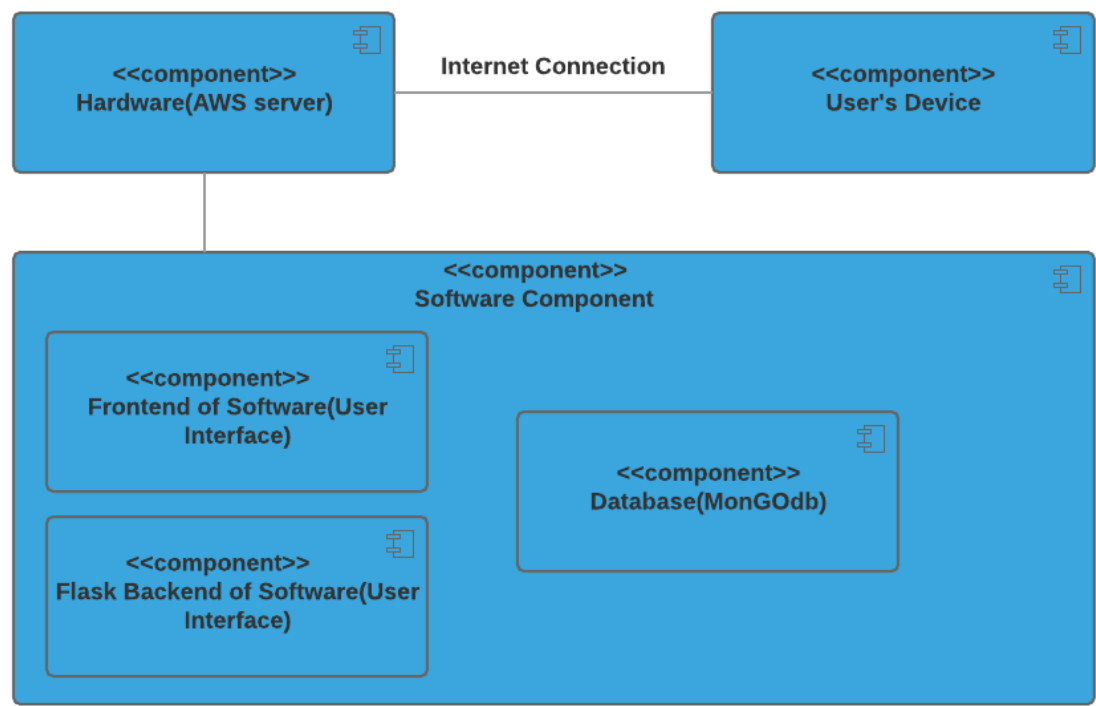 <<component>>
Hardware(AWS server)
Internet Connection
<<component>>
User's Device
<<component>>
Software Component
<<component>>
Frontend of Software(User
Interface)
<<component>>
Database(MonGOdb)
<<component>>
Flask Backend of Software(User
Interface)